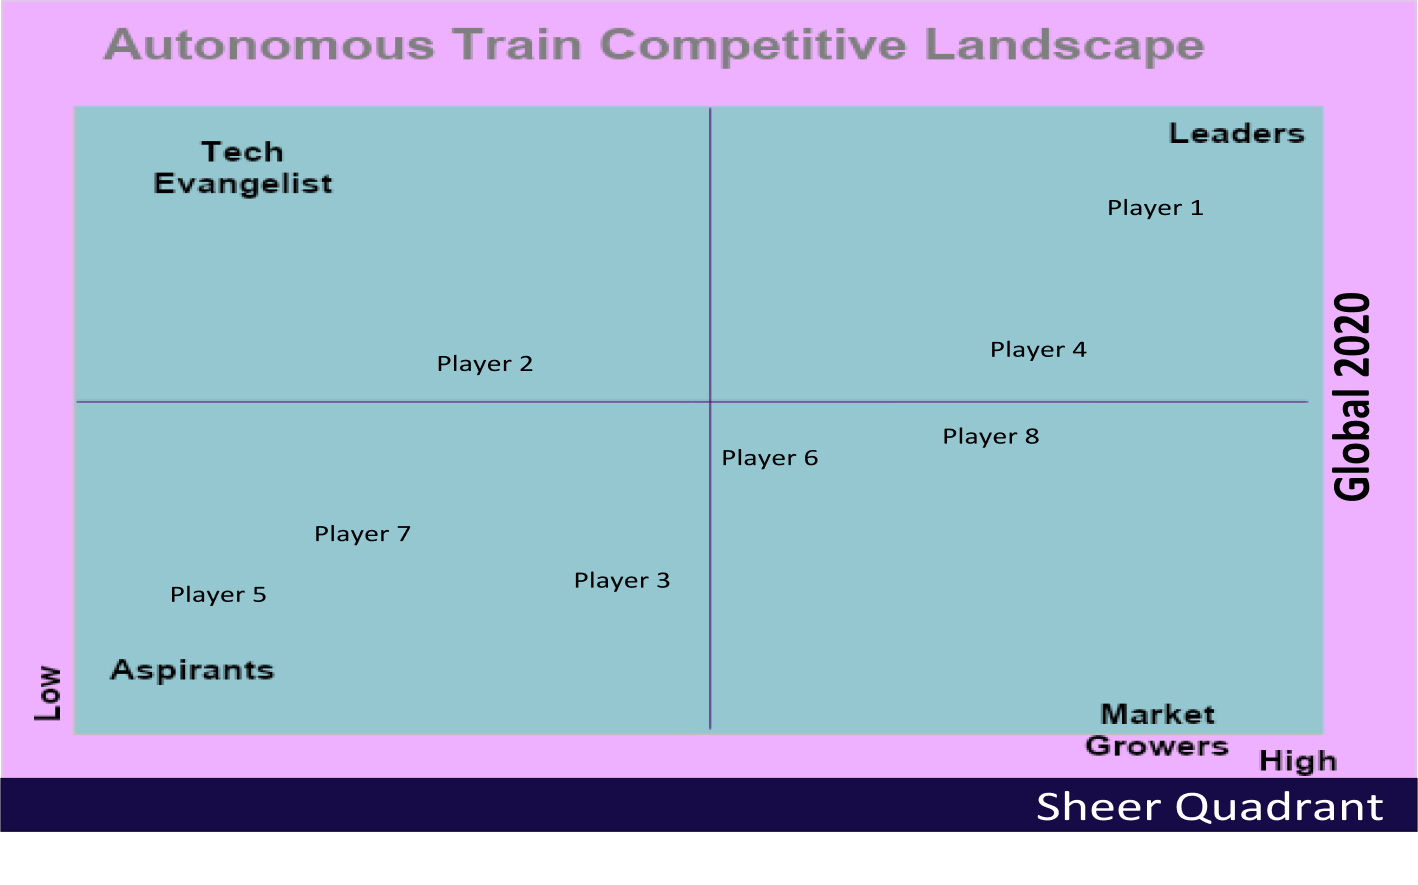 Autonomous Train Competitive Landscape
Tech
Evangelist
Leaders
Player 1
Player 2
Player 4
Global 2020
Player 6
Player 8
Player 7
Player 5
Player 3
Aspirants
Low
Market
Growers
High
Sheer Quadrant